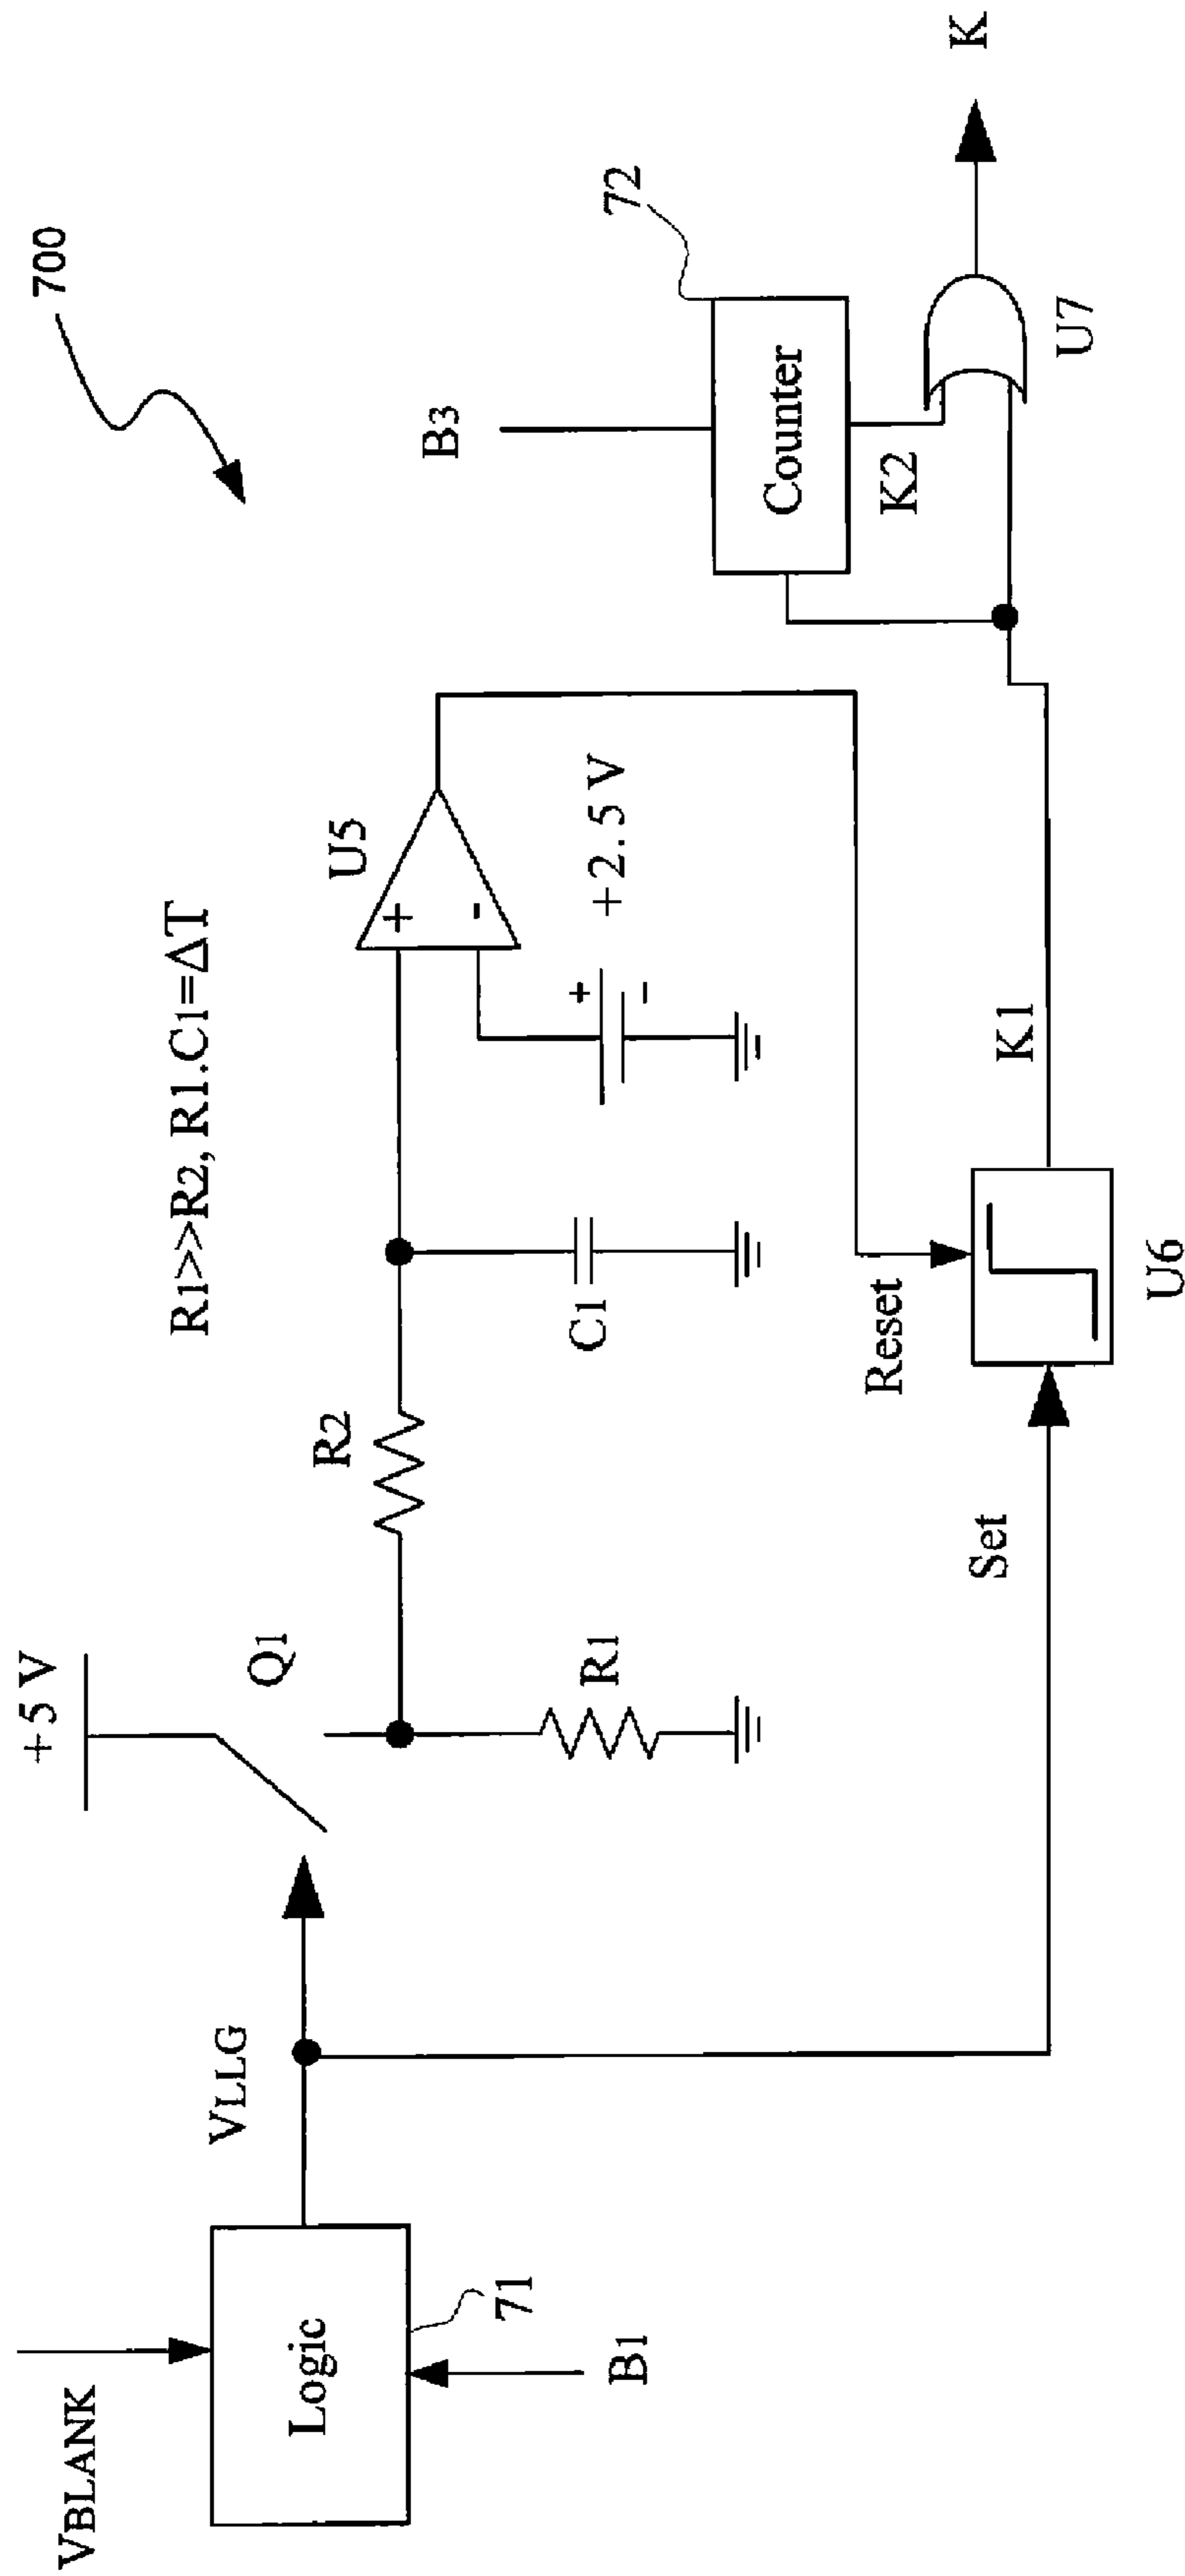 700
R1>>R2, R1.C1=ΔT
+5 V
Q1
R2
U5
+
-
B3
72
VBLANK
VLLG
Logic
71
B1
R1
C1
+
-
+2.5 V
Counter
K2
K
U7
Reset
Set
K1
U6